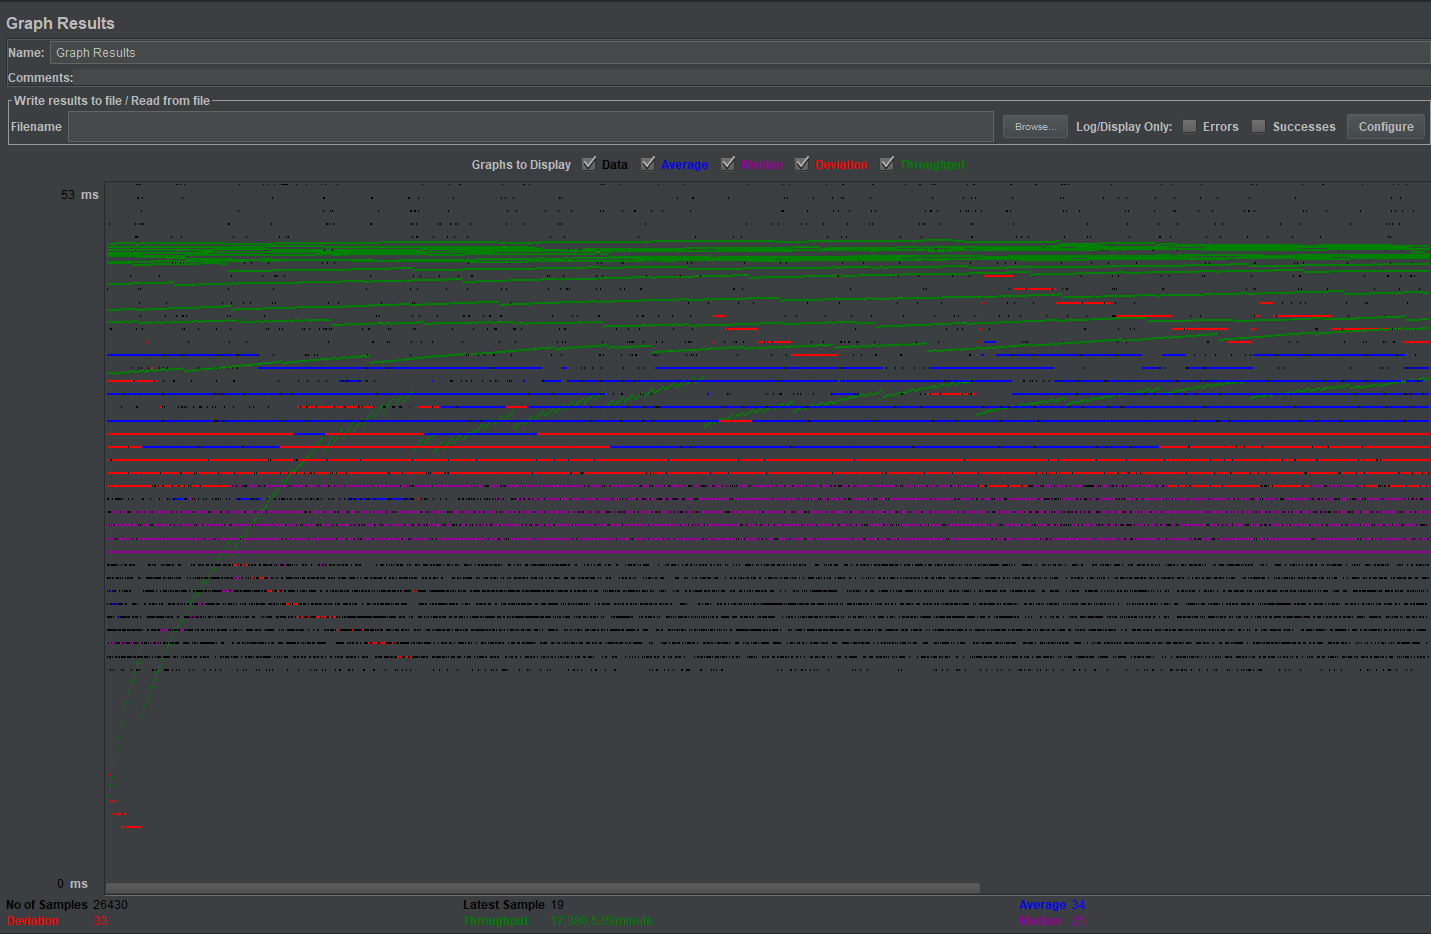 Graph Results
Name: Graph Results
Comments:
Write results to file / Read from file
Filename Browse... Log/Display Only: Errors Successes Configure
Graphs to Display Data Average Median Deviation Throughput
53 ms
0 ms
No of Samples 26430 Latest Sample 19 Average 34
Deviation 33 Throughput 17,380.535/minute Median 25